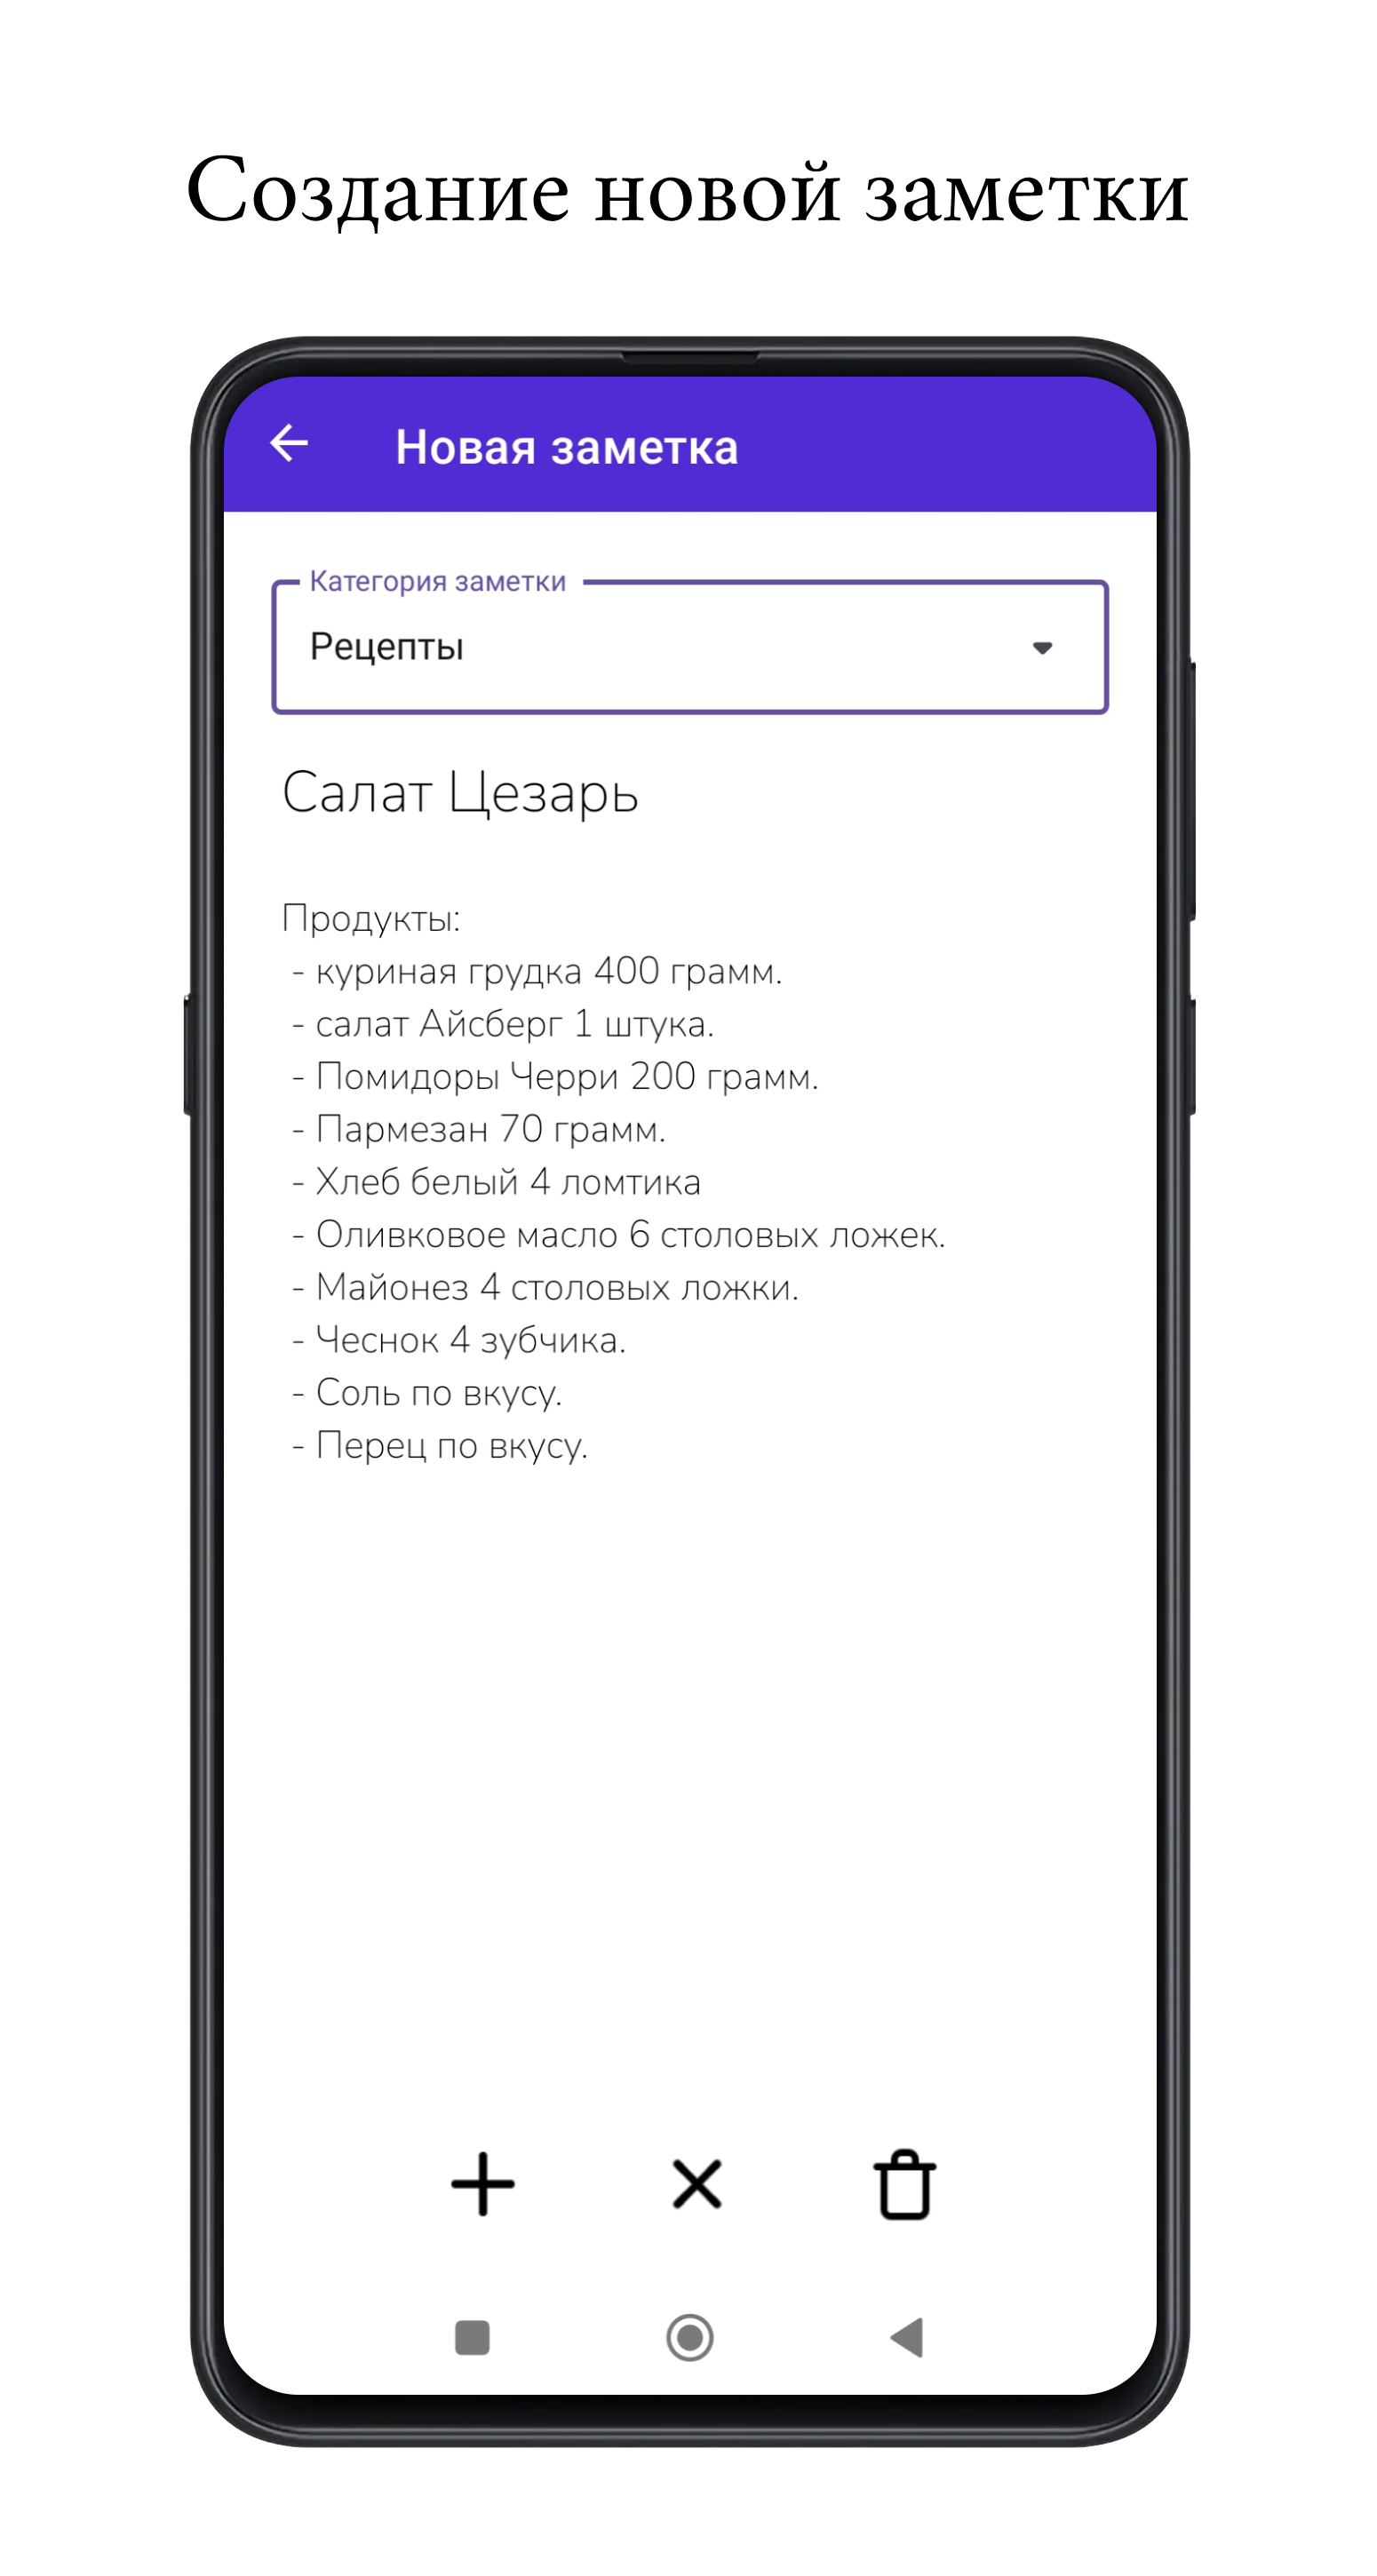 Создание новой заметки
Новая заметка
Категория заметки
Рецепты
Салат Цезарь
Продукты:
- куриная грудка 400 грамм.
- салат Айсберг 1 штука.
- Помидоры Черри 200 грамм.
- Пармезан 70 грамм.
- Хлеб белый 4 ломтика
- Оливковое масло 6 столовых ложек.
- Майонез 4 столовых ложки.
- Чеснок 4 зубчика.
- Соль по вкусу.
- Перец по вкусу.